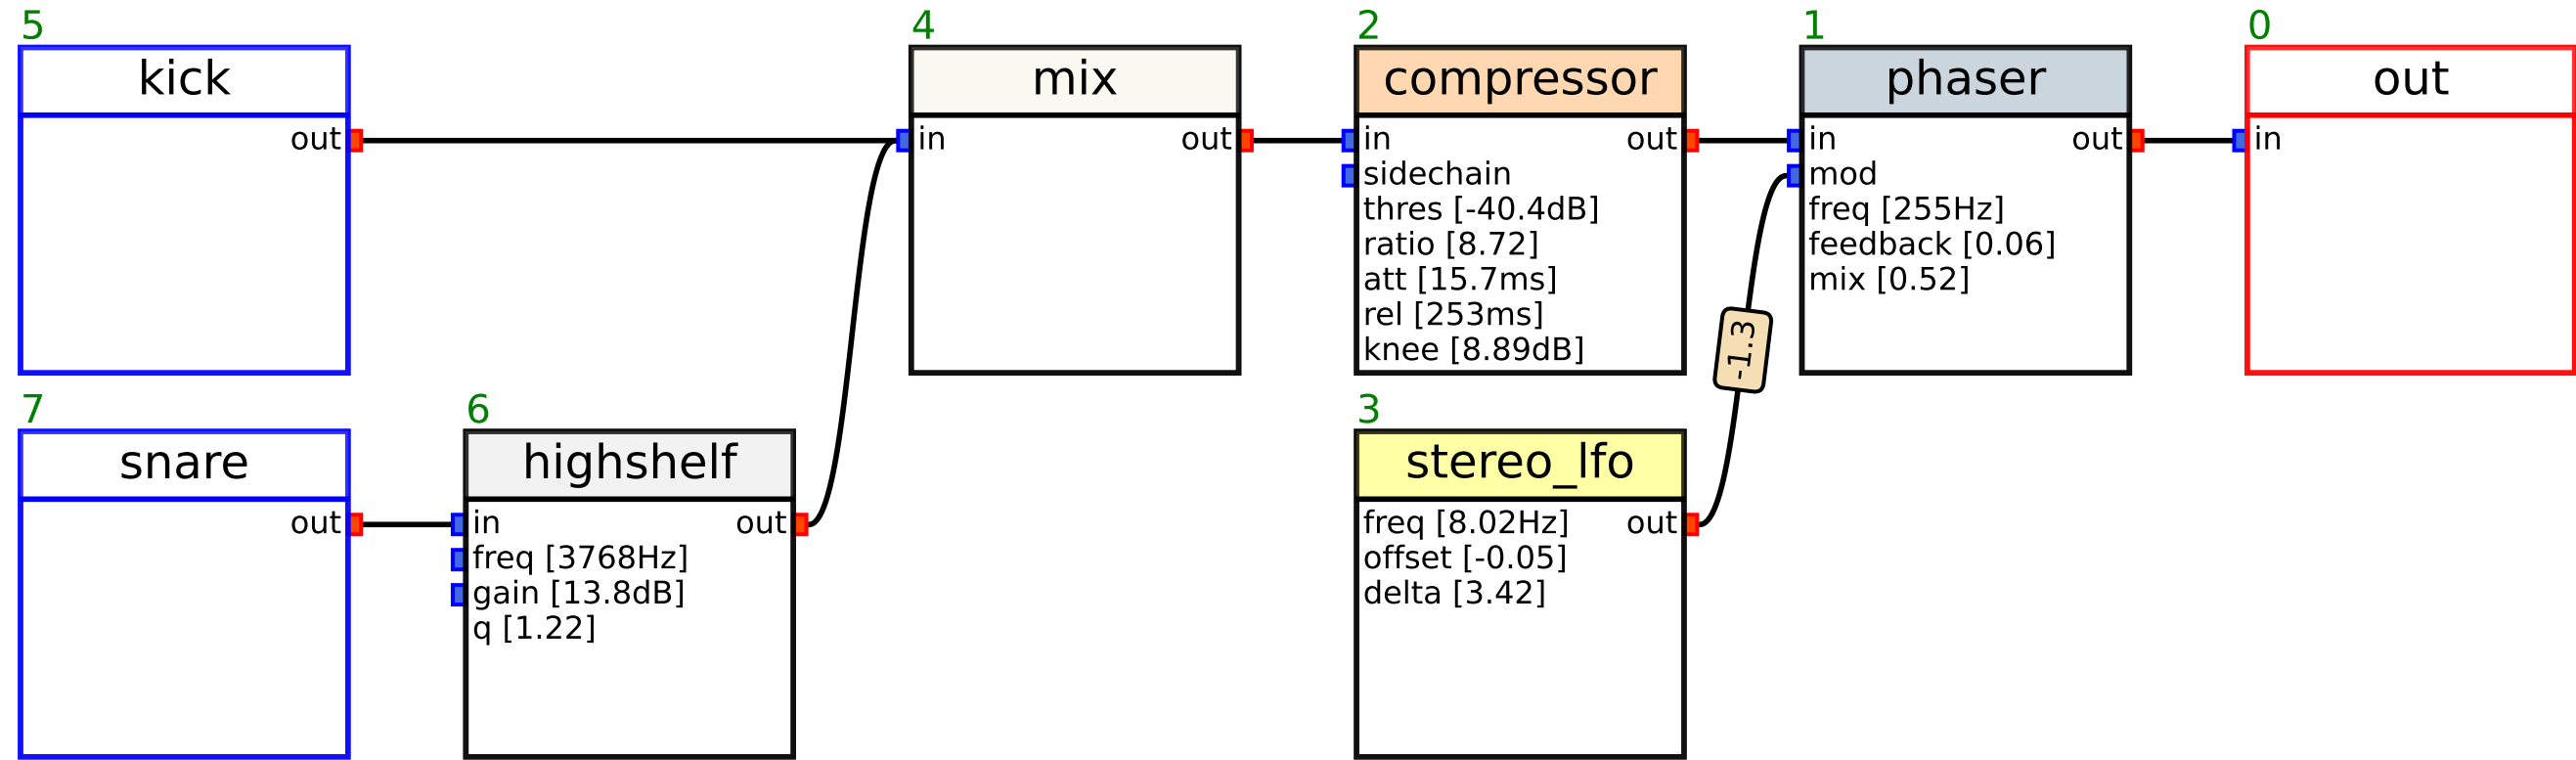 5
kick
out
4
mix
in out
2
compressor
in out
sidechain
thres [-40.4dB]
ratio [8.72]
att [15.7ms]
rel [253ms]
knee [8.89dB]
1
phaser
in out
mod
freq [255Hz]
feedback [0.06]
mix [0.52]
0
out
in
-1.3
7
snare
out
6
highshelf
in out
freq [3768Hz]
gain [13.8dB]
q [1.22]
3
stereo_lfo
freq [8.02Hz] out
offset [-0.05]
delta [3.42]